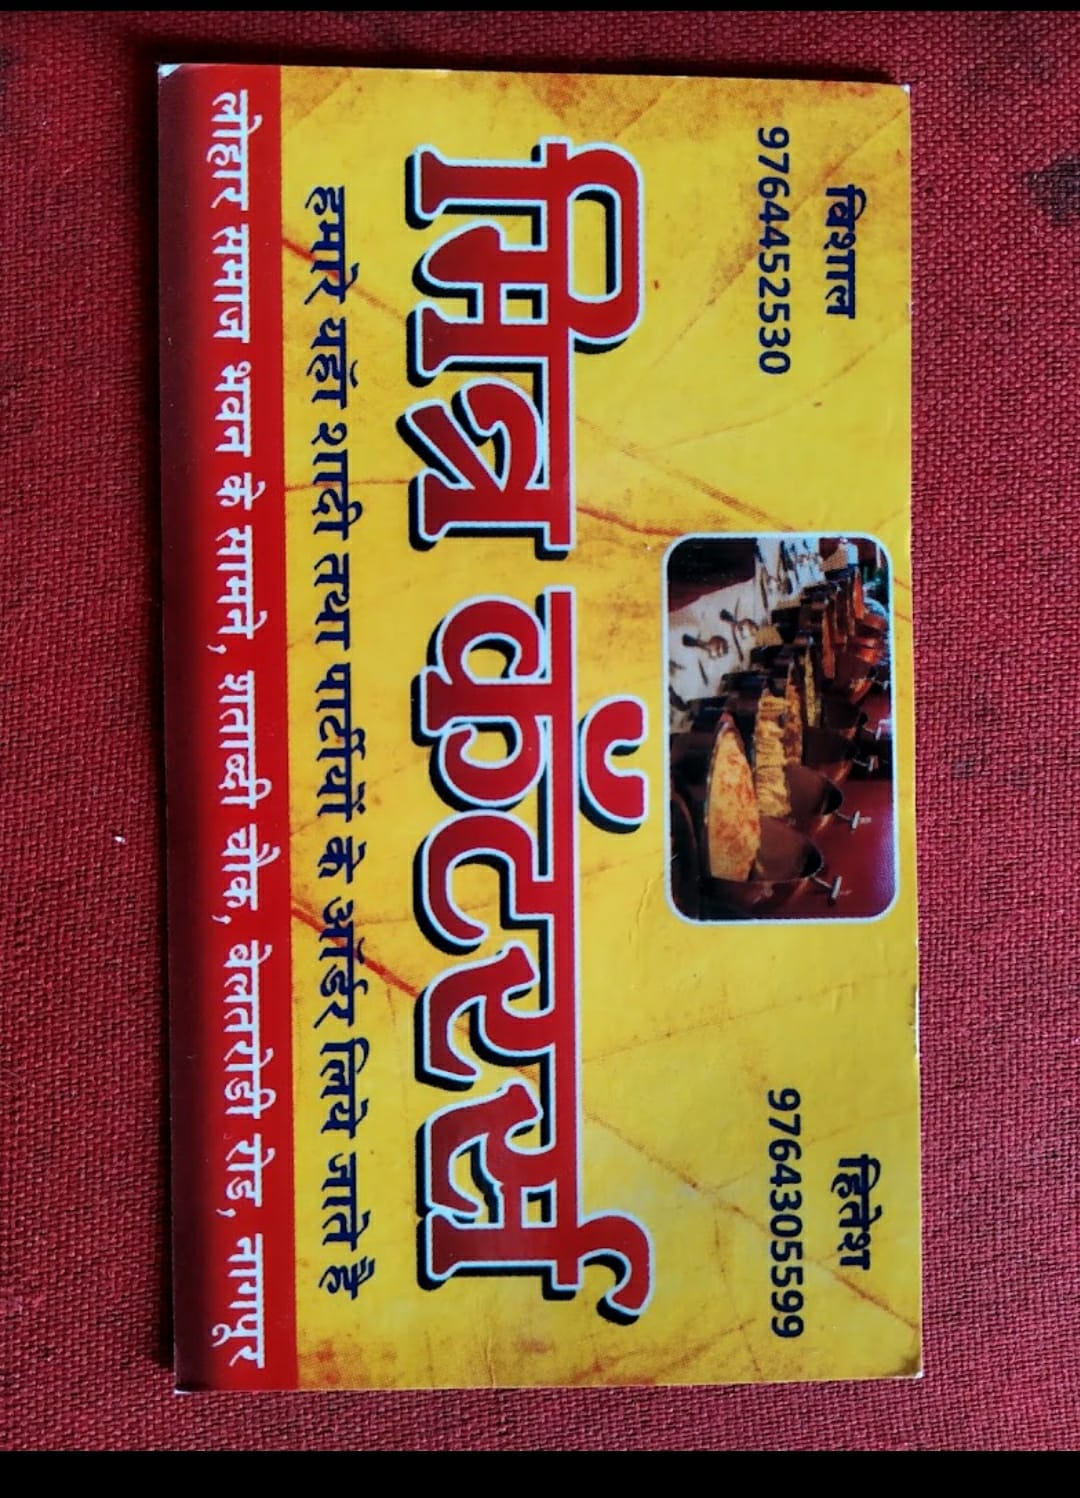 विशाल
9764452530
हितेश
9764305599
मित्र कॅटरर्स
हमारे यहां शादी तथा पार्टीयों के ऑर्डर लिये जाते है
लोहार समाज भवन के सामने, शताब्दी चौक, बेलतरोडी रोड, नागपूर